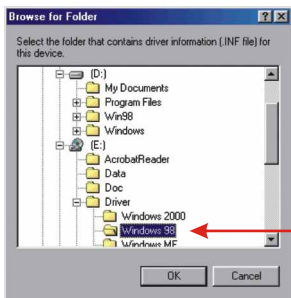 Browse for Folder
Select the folder that contains driver information (.INF file) for
this device.
(D:)
My Documents
Program Files
Win98
Windows
(E:)
AcrobatReader
Data
Doc
Driver
Windows 2000
Windows 98
Windows ME
OK
Cancel